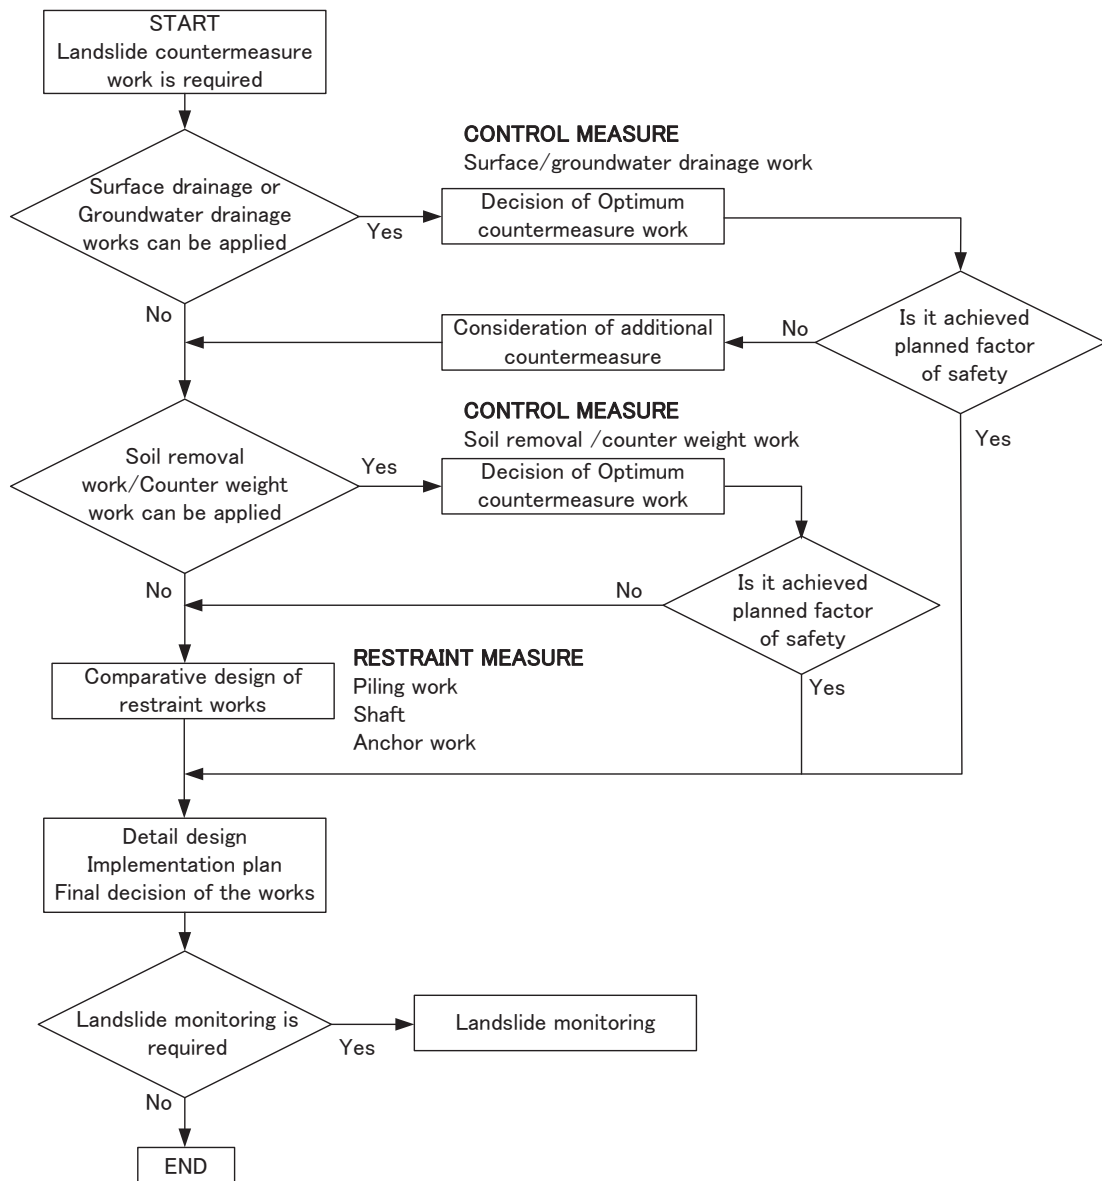 START
Landslide countermeasure
work is required
CONTROL MEASURE
Surface/groundwater drainage work
Surface drainage or
Groundwater drainage
works can be applied
Yes
Decision of Optimum
countermeasure work
No
Consideration of additional
countermeasure
No
Is it achieved
planned factor
of safety
Yes
CONTROL MEASURE
Soil removal /counter weight work
Soil removal
work/Counter weight
work can be applied
Yes
Decision of Optimum
countermeasure work
No
No
Is it achieved
planned factor
of safety
Yes
Comparative design of
restraint works
RESTRAINT MEASURE
Piling work
Shaft
Anchor work
Detail design
Implementation plan
Final decision of the works
Landslide monitoring is
required
Yes
Landslide monitoring
No
END